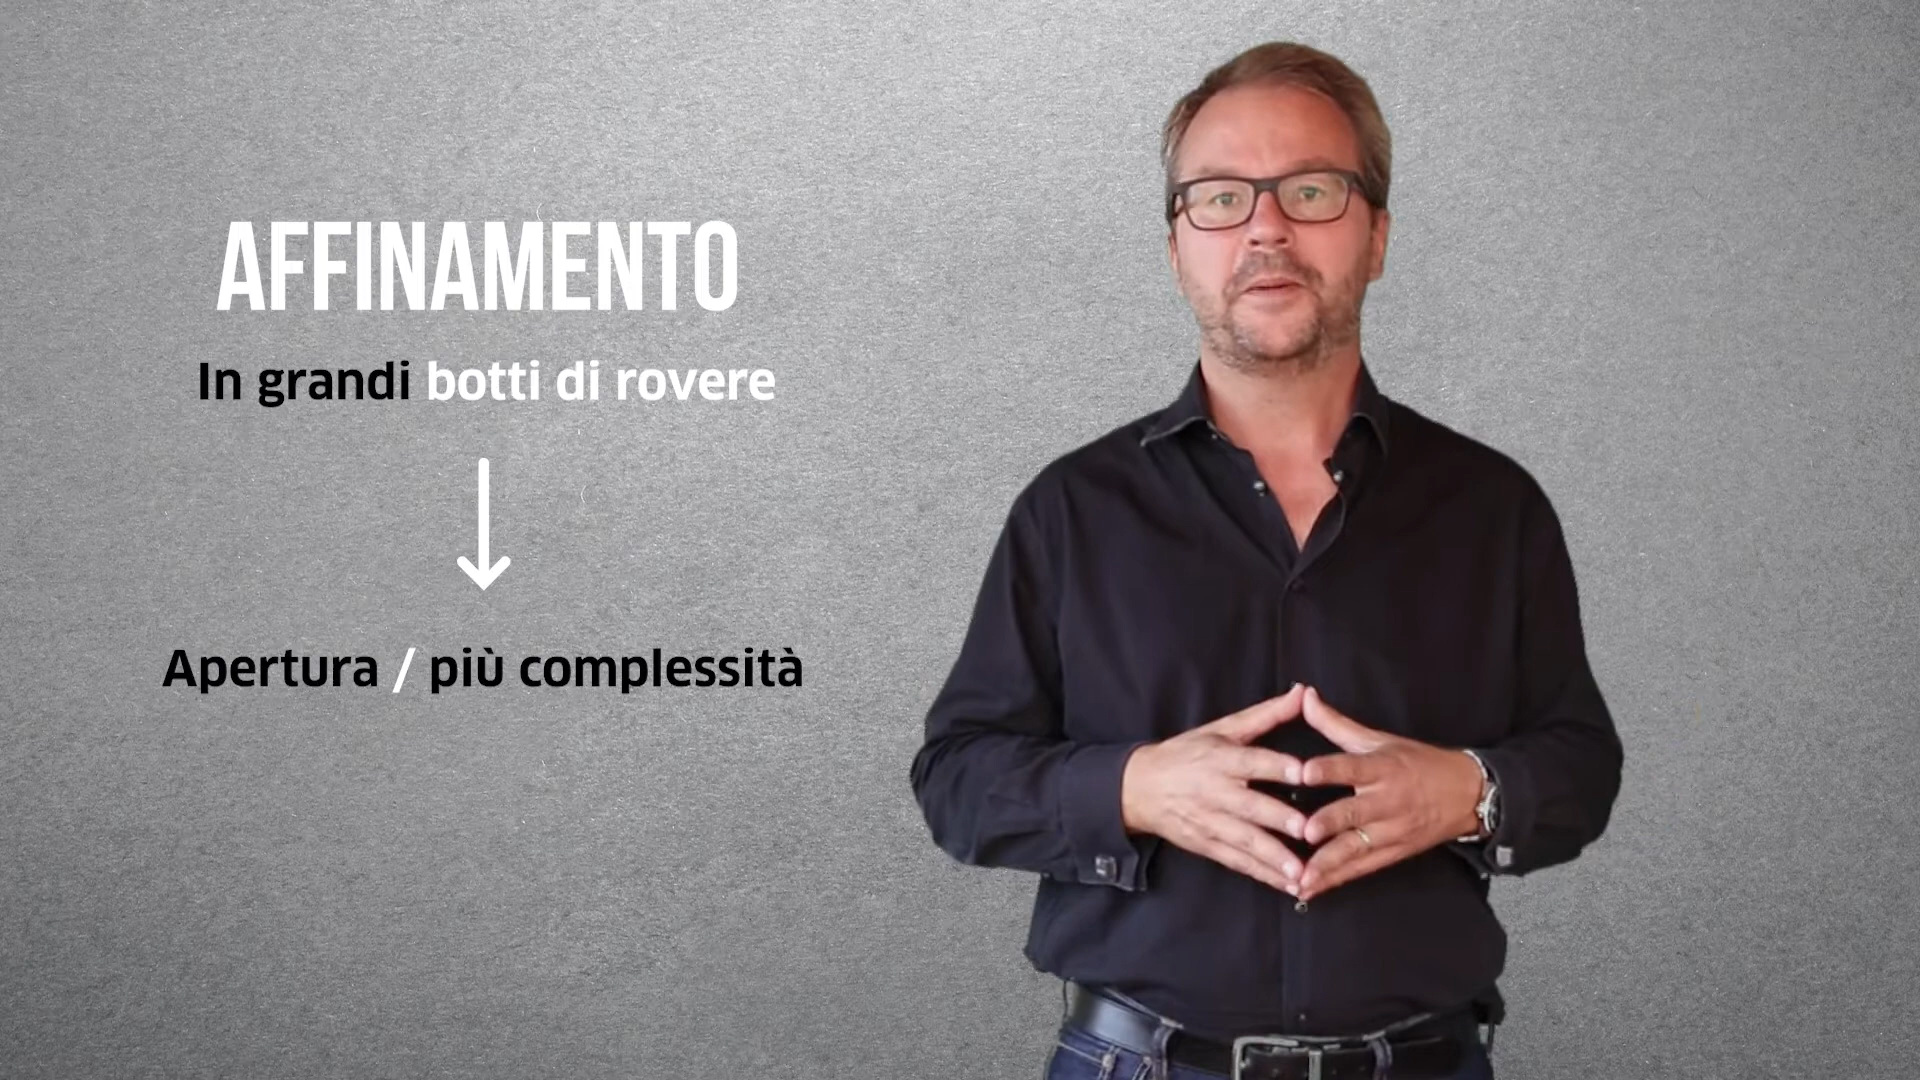 AFFINAMENTO
In grandi botti di rovere
Apertura / più complessità